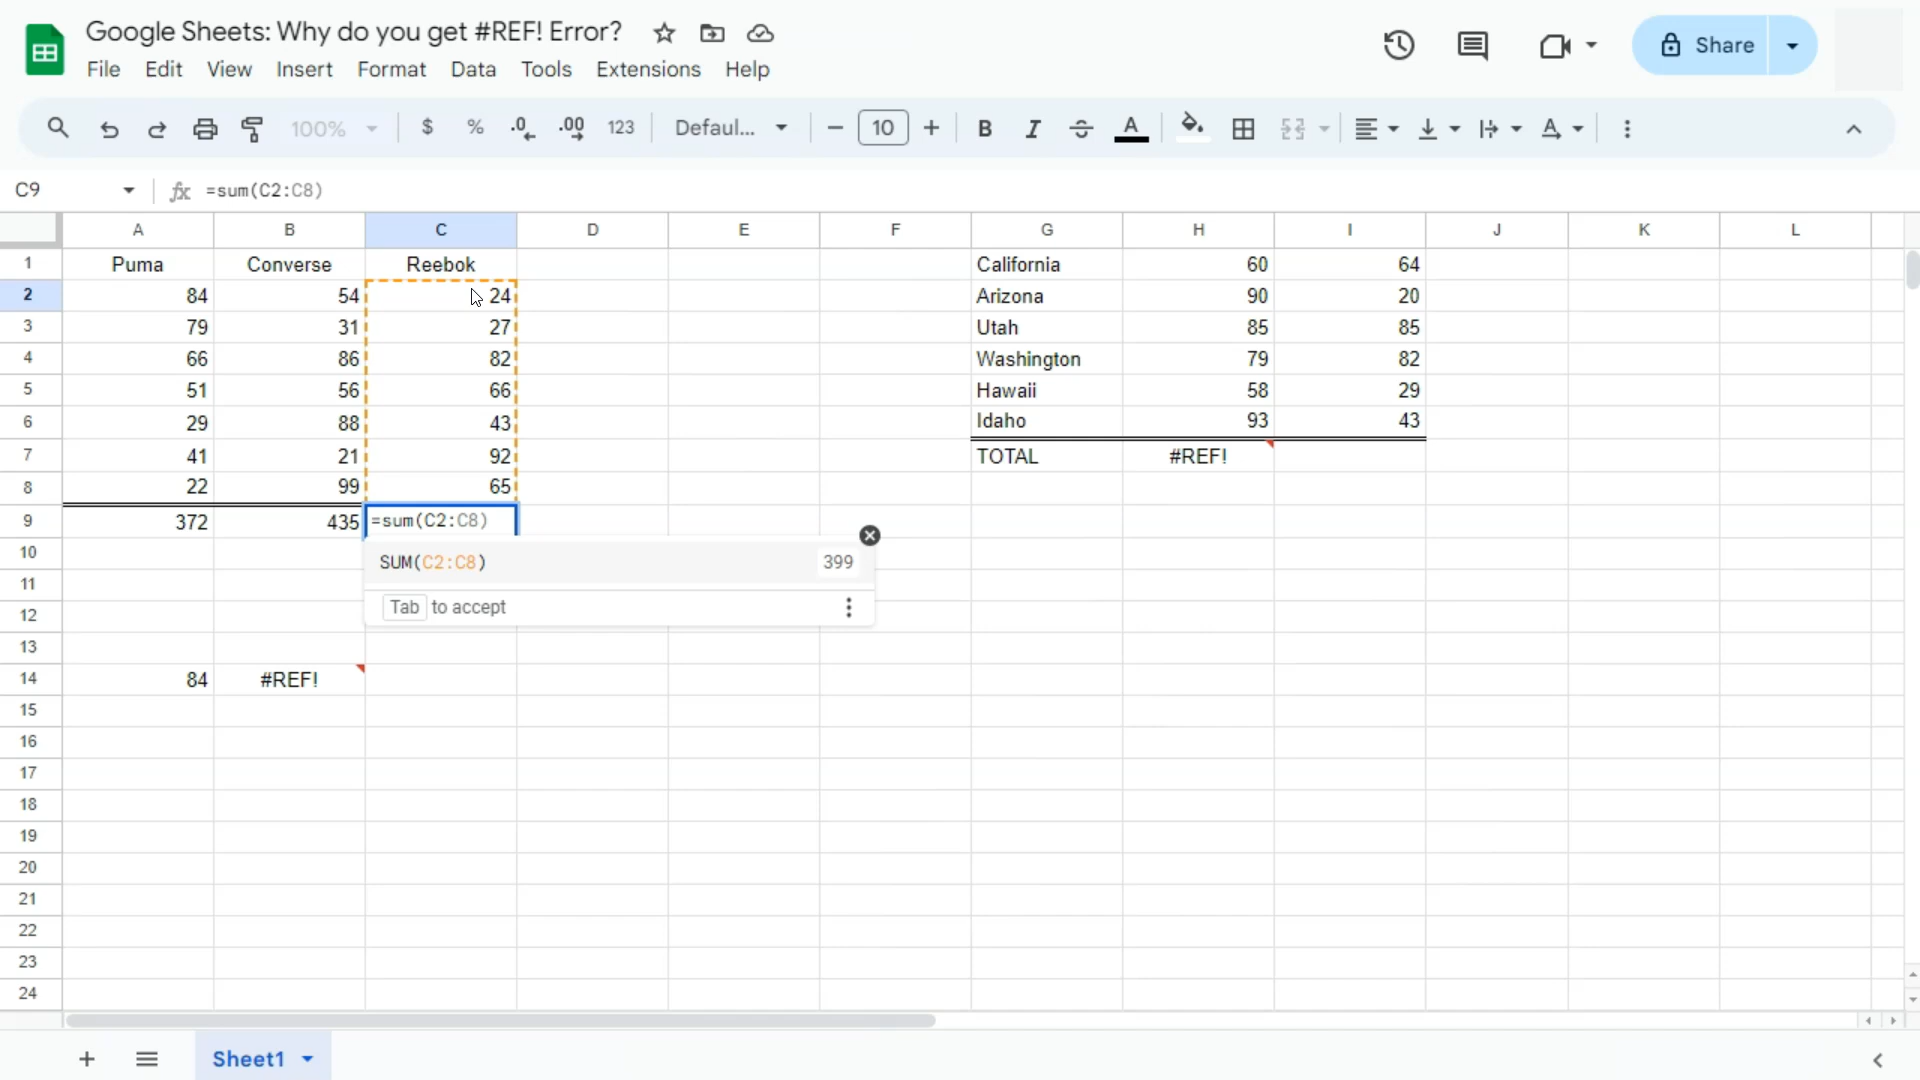 Google Sheets: Why do you get #REF! Error?
File Edit View Insert Format Data Tools Extensions Help
Share
100% $ % .0 .00 123 Defaul... − 10 + B I A A
C9 fx =sum(C2:C8)
A B C D E F G H I J K L
1 Puma Converse Reebok California 60 64
2 84 54 24 Arizona 90 20
3 79 31 27 Utah 85 85
4 66 86 82 Washington 79 82
5 51 56 66 Hawaii 58 29
6 29 88 43 Idaho 93 43
7 41 21 92 TOTAL #REF!
8 22 99 65
9 372 435 =sum(C2:C8)
10 SUM(C2:C8) 399
11
12 Tab to accept
13
14 84 #REF!
15
16
17
18
19
20
21
22
23
24
Sheet1